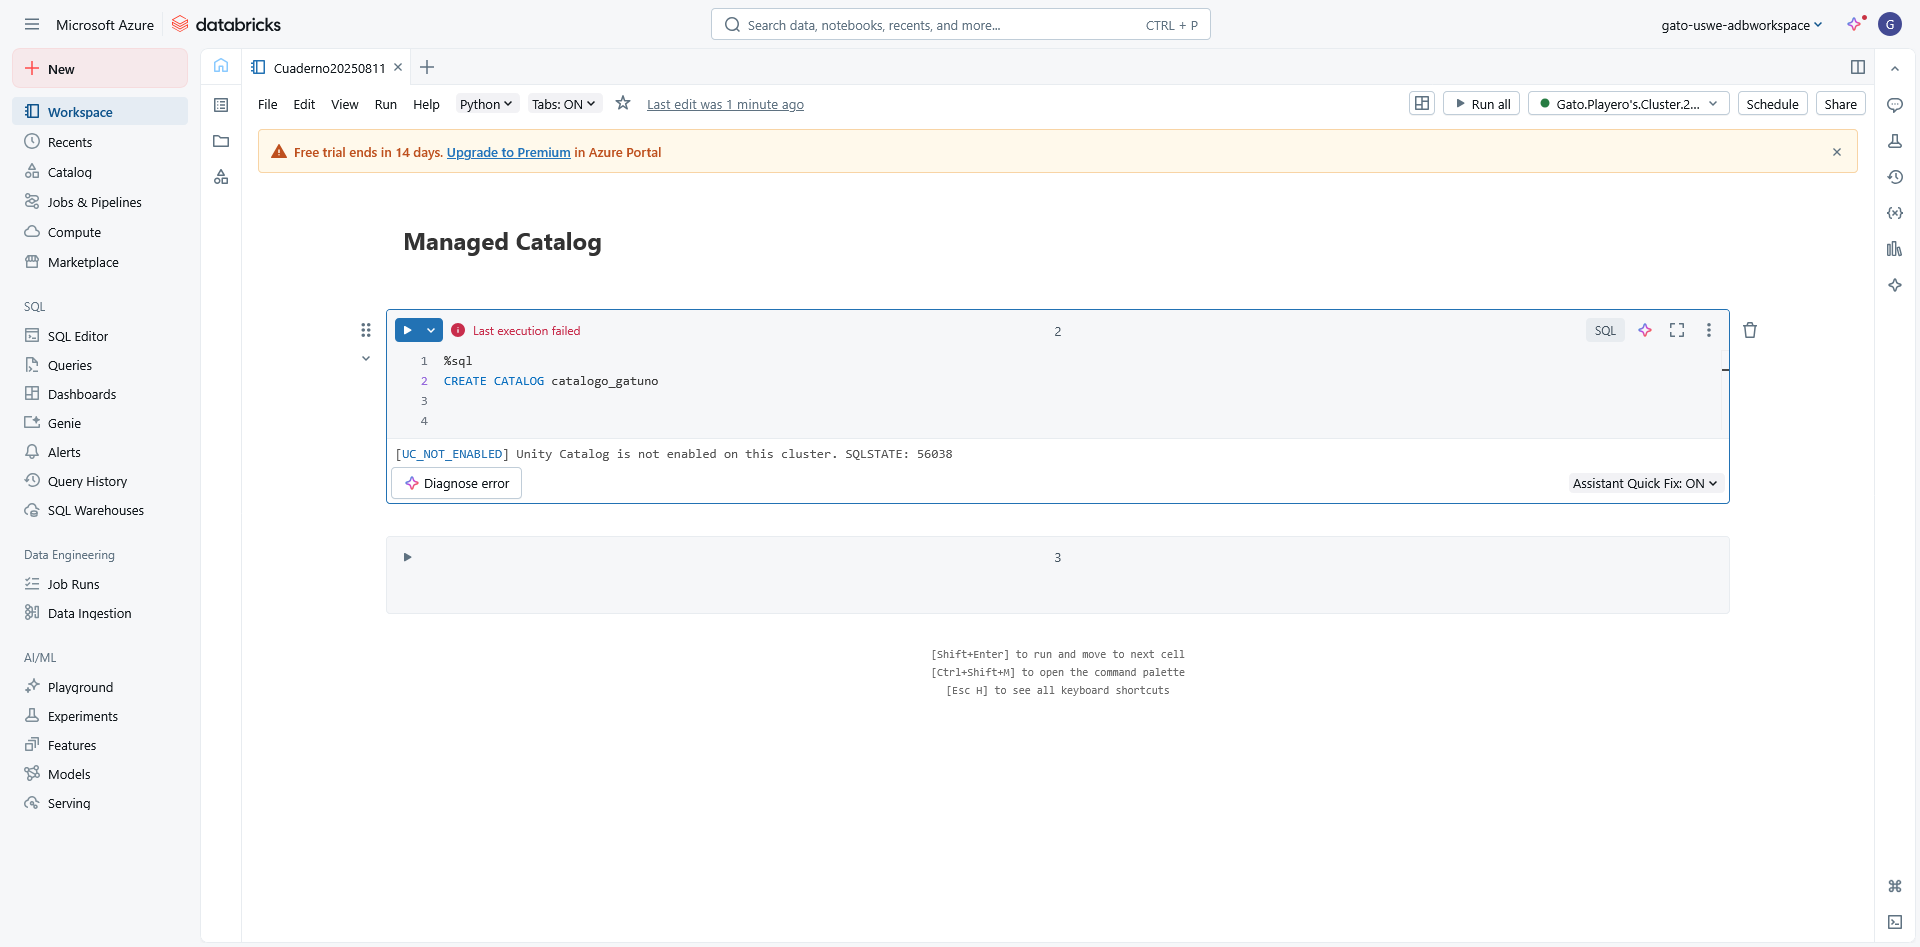 Microsoft Azure
databricks
Search data, notebooks, recents, and more...
CTRL + P
gato-uswe-adbworkspace
G
New
Workspace
Recents
Catalog
Jobs & Pipelines
Compute
Marketplace
SQL
SQL Editor
Queries
Dashboards
Genie
Alerts
Query History
SQL Warehouses
Data Engineering
Job Runs
Data Ingestion
AI/ML
Playground
Experiments
Features
Models
Serving
Cuaderno20250811
File Edit View Run Help Python Tabs: ON Last edit was 1 minute ago
Run all Gato.Playero's.Cluster.2... Schedule Share
Free trial ends in 14 days. Upgrade to Premium in Azure Portal
Managed Catalog
Last execution failed
2
SQL
1 %sql
2 CREATE CATALOG catalogo_gatuno
3
4
[UC_NOT_ENABLED] Unity Catalog is not enabled on this cluster. SQLSTATE: 56038
Diagnose error
Assistant Quick Fix: ON
3
[Shift+Enter] to run and move to next cell
[Ctrl+Shift+M] to open the command palette
[Esc H] to see all keyboard shortcuts